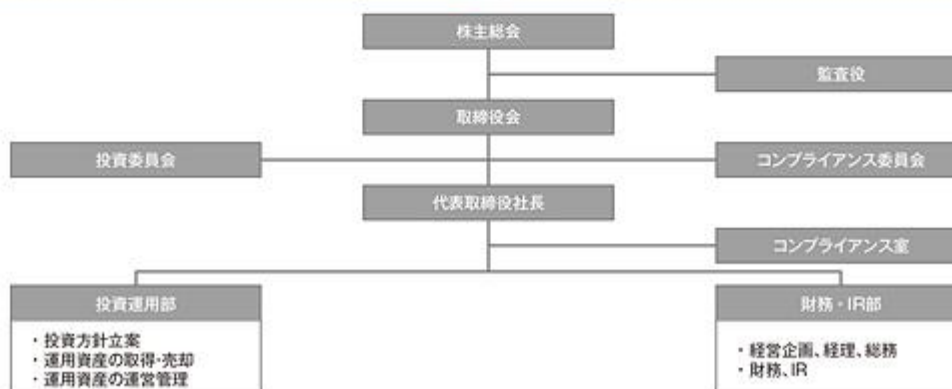 株主総会
監査役
取締役会
投資委員会
コンプライアンス委員会
代表取締役社長
コンプライアンス室
投資運用部
・投資方針立案
・運用資産の取得・売却
・運用資産の運営管理
財務・IR部
・経営企画、経理、総務
・財務、IR